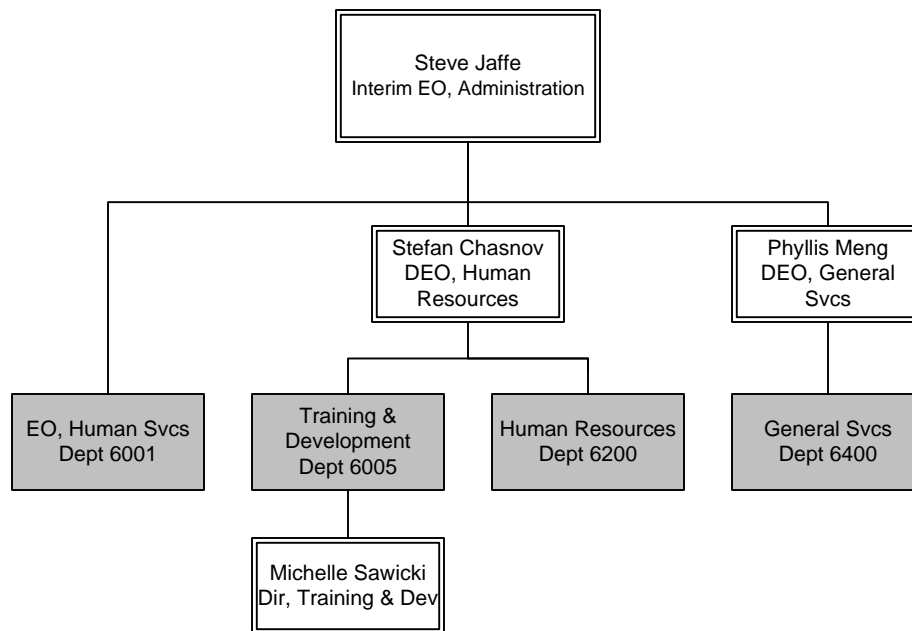 Steve Jaffe
Interim EO, Administration
Stefan Chasnov
DEO, Human
Resources
Phyllis Meng
DEO, General
Svcs
EO, Human Svcs
Dept 6001
Training &
Development
Dept 6005
Human Resources
Dept 6200
General Svcs
Dept 6400
Michelle Sawicki
Dir, Training & Dev